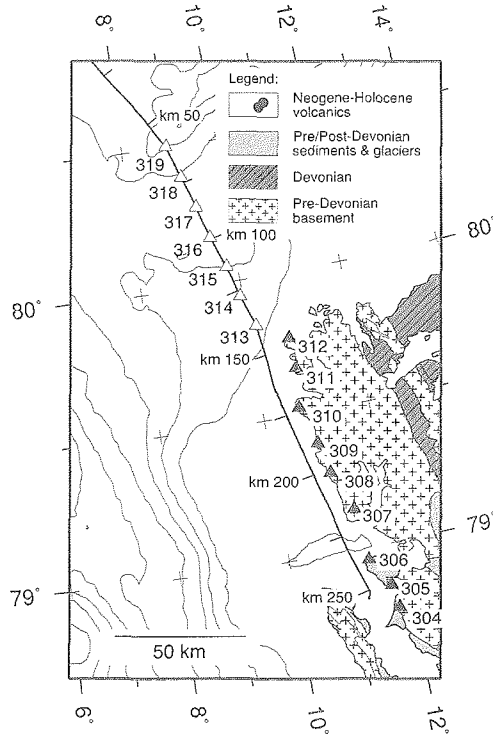 8°
10°
12°
14°
Legend:
Neogene-Holocene
volcanics
Pre/Post-Devonian
sediments & glaciers
Devonian
Pre-Devonian
basement
km 50
319
318
317
316
km 100
80°
315
314
80°
313
312
km 150
311
310
309
km 200
308
307
79°
306
305
km 250
304
79°
50 km
6°
8°
10°
12°